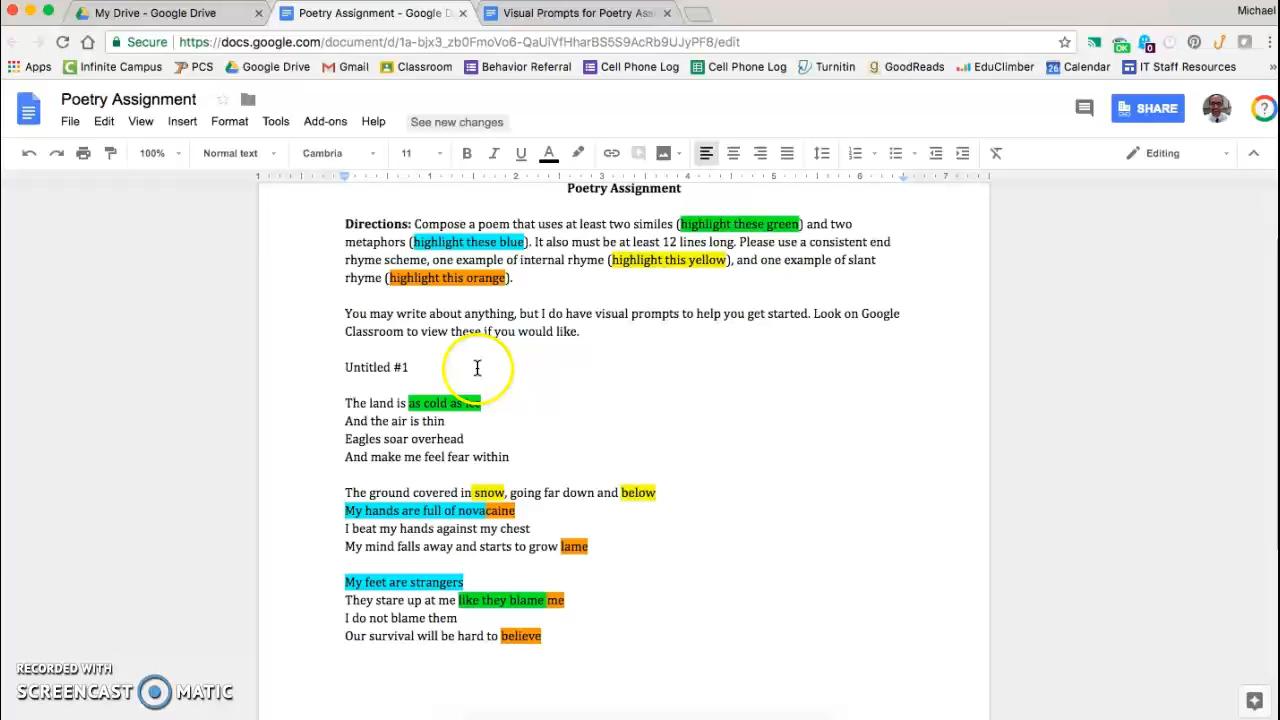 My Drive - Google Drive
Poetry Assignment - Google D
Visual Prompts for Poetry Ass
Michael
Secure
https://docs.google.com/document/d/1a-bjx3_zb0FmoVo6-QaUlVfHharBS5S9AcRb9UJyPF8/edit
Apps
Infinite Campus
PCS
Google Drive
Gmail
Classroom
Behavior Referral
Cell Phone Log
Cell Phone Log
Turnitin
GoodReads
EduClimber
26 Calendar
IT Staff Resources
»
Poetry Assignment
File Edit View Insert Format Tools Add-ons Help See new changes
SHARE
100% Normal text Cambria 11 B I U A Editing
1 1 2 3 4 5 6 7
Poetry Assignment
Directions: Compose a poem that uses at least two similes (highlight these green) and two
metaphors (highlight these blue). It also must be at least 12 lines long. Please use a consistent end
rhyme scheme, one example of internal rhyme (highlight this yellow), and one example of slant
rhyme (highlight this orange).
You may write about anything, but I do have visual prompts to help you get started. Look on Google
Classroom to view these if you would like.
Untitled #1
The land is as cold as ice
And the air is thin
Eagles soar overhead
And make me feel fear within
The ground covered in snow, going far down and below
My hands are full of novacaine
I beat my hands against my chest
My mind falls away and starts to grow lame
My feet are strangers
They stare up at me like they blame me
I do not blame them
Our survival will be hard to believe
RECORDED WITH
SCREENCAST MATIC